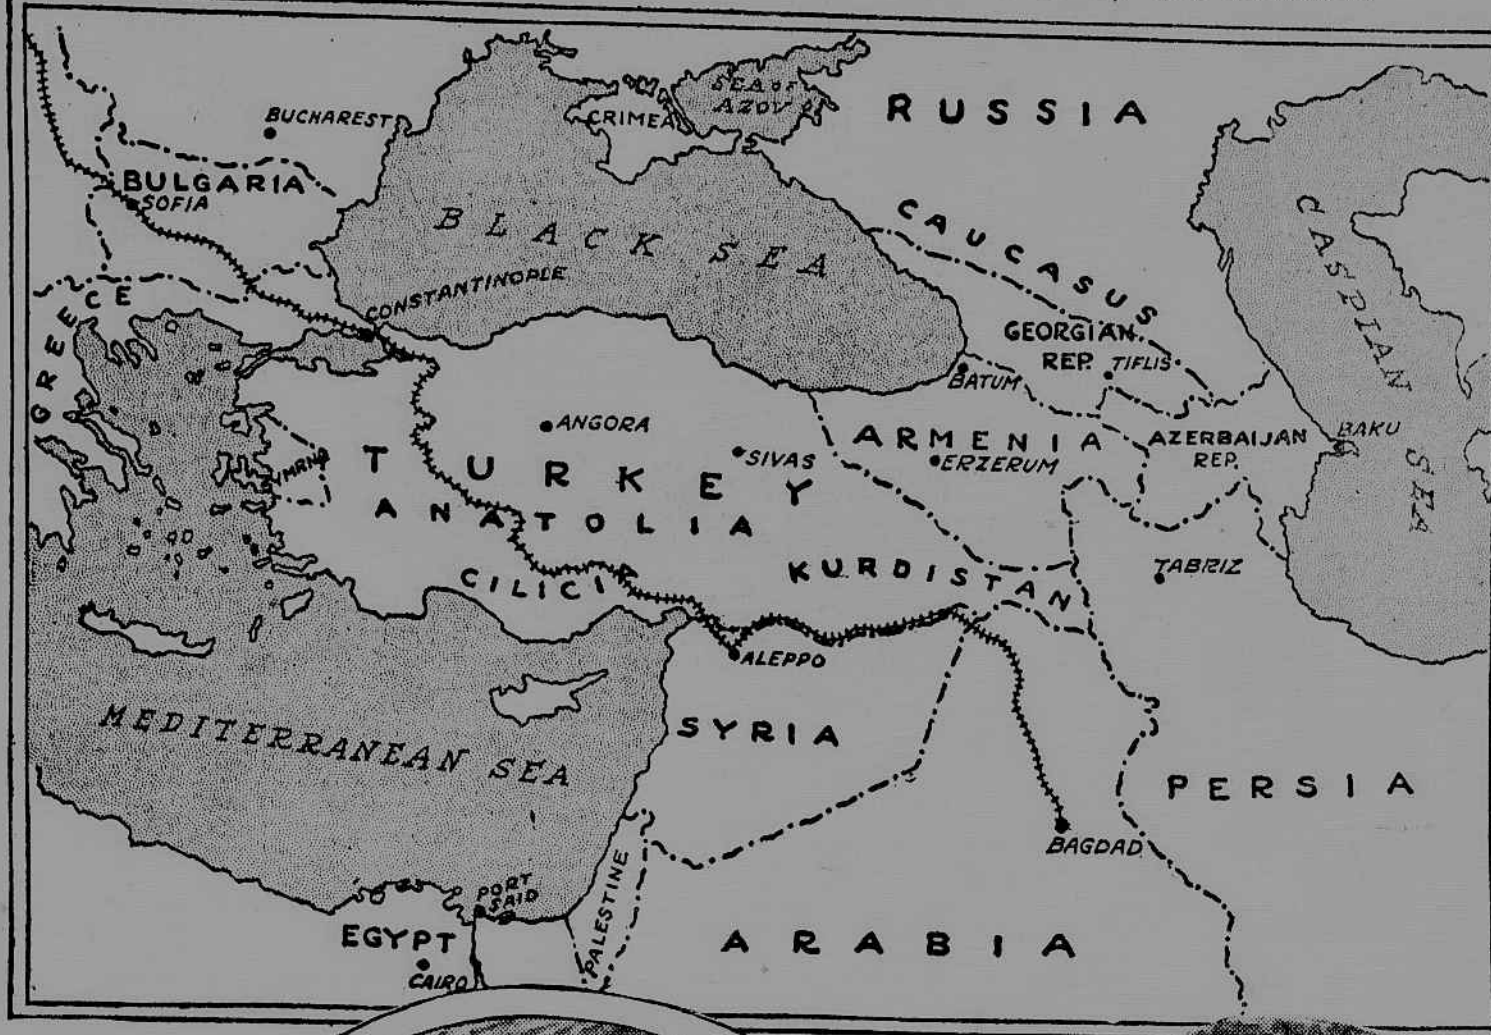 SEA OF
AZOV
RUSSIA
BUCHAREST
CRIMEA
BULGARIA
SOFIA
BLACK SEA
CAUCASUS
CASPIAN SEA
CONSTANTINOPLE
GREECE
GEORGIAN
REP.
TIFLIS
BATUM
ANGORA
ARMENIA
AZERBAIJAN
REP.
BAKU
TURKEY
SIVAS
ERZERUM
ANATOLIA
CILICI
KURDISTAN
TABRIZ
ALEPPO
MEDITERRANEAN SEA
SYRIA
PERSIA
BAGDAD
PORT
SAID
PALESTINE
EGYPT
ARABIA
CAIRO